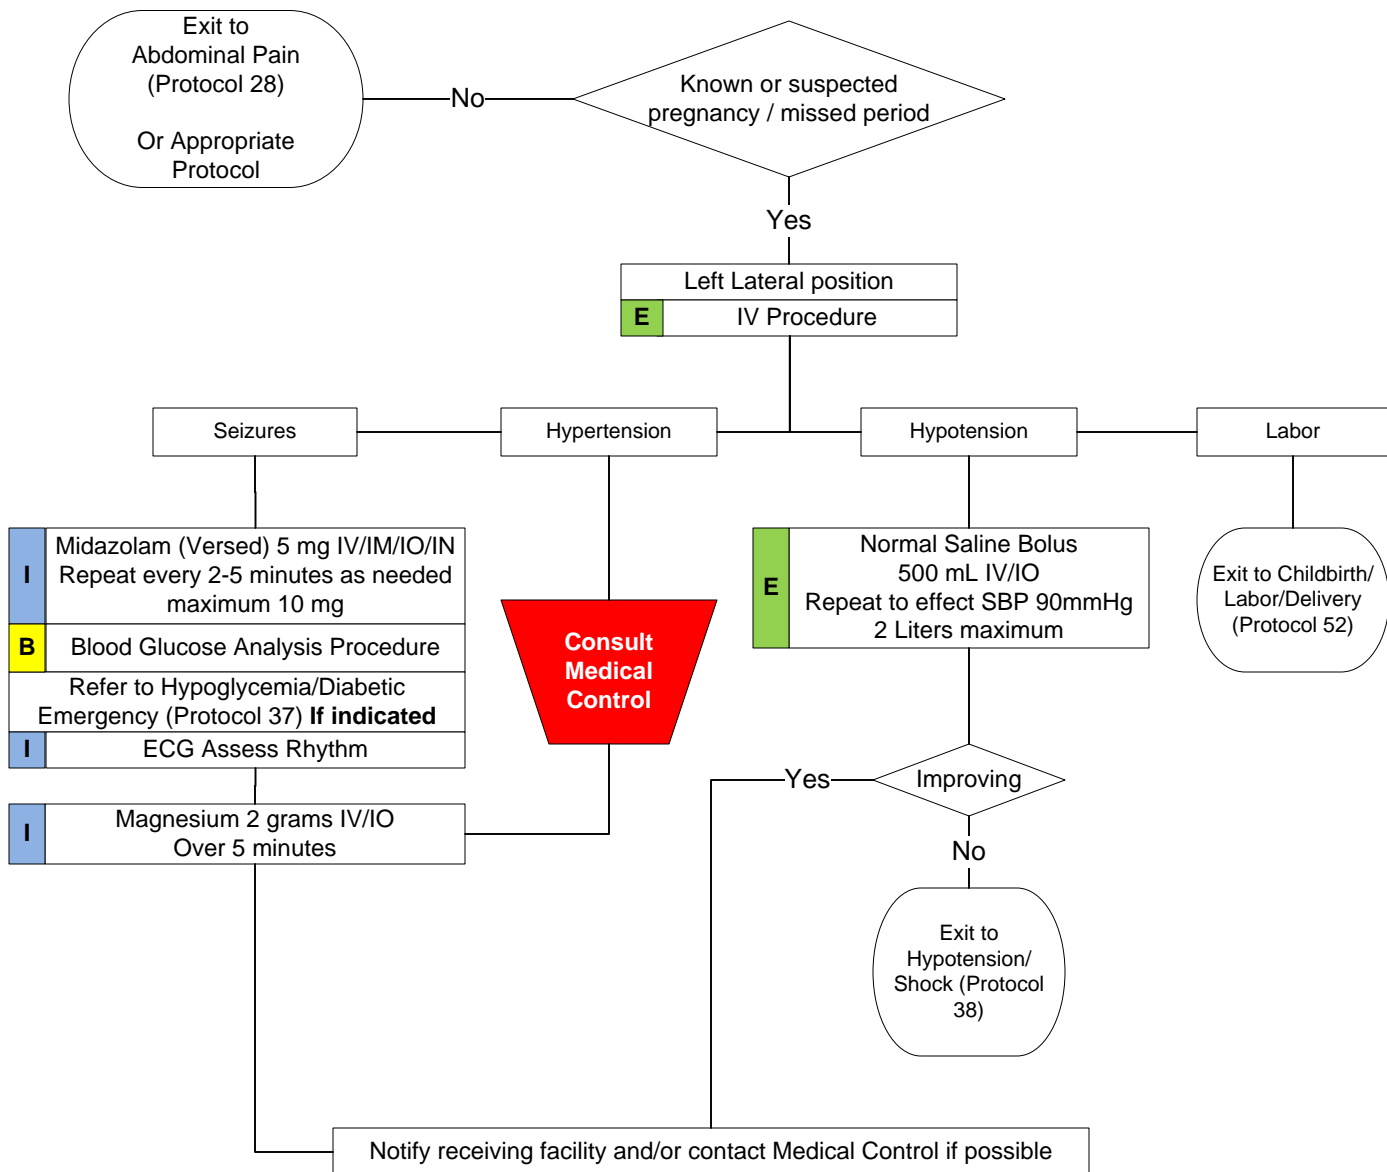 Exit to
Abdominal Pain
(Protocol 28)
Or Appropriate
Protocol
No
Known or suspected
pregnancy / missed period
Yes
Left Lateral position
E
IV Procedure
Seizures
Hypertension
Hypotension
Labor
I
Midazolam (Versed) 5 mg IV/IM/IO/IN
Repeat every 2-5 minutes as needed
maximum 10 mg
B
Blood Glucose Analysis Procedure
Refer to Hypoglycemia/Diabetic
Emergency (Protocol 37) If indicated
I
ECG Assess Rhythm
I
Magnesium 2 grams IV/IO
Over 5 minutes
Consult
Medical
Control
E
Normal Saline Bolus
500 mL IV/IO
Repeat to effect SBP 90mmHg
2 Liters maximum
Exit to Childbirth/
Labor/Delivery
(Protocol 52)
Yes
Improving
No
Exit to
Hypotension/
Shock (Protocol
38)
Notify receiving facility and/or contact Medical Control if possible